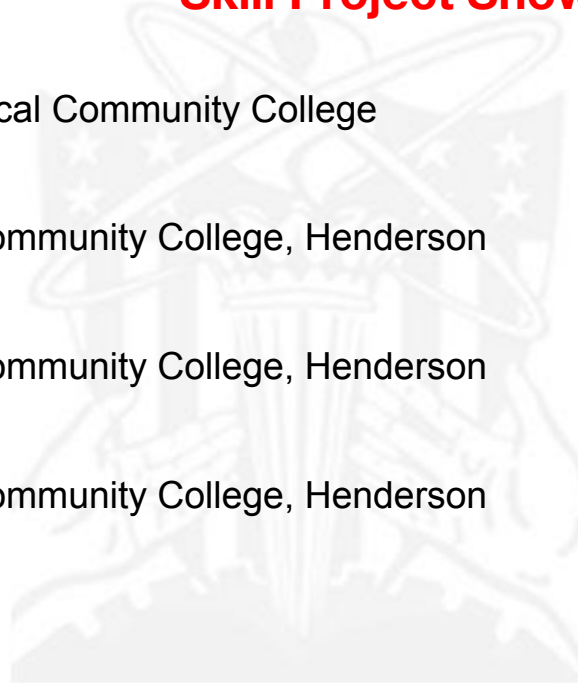 Skill Project Show
cal Community College
ommunity College, Henderson
ommunity College, Henderson
ommunity College, Henderson